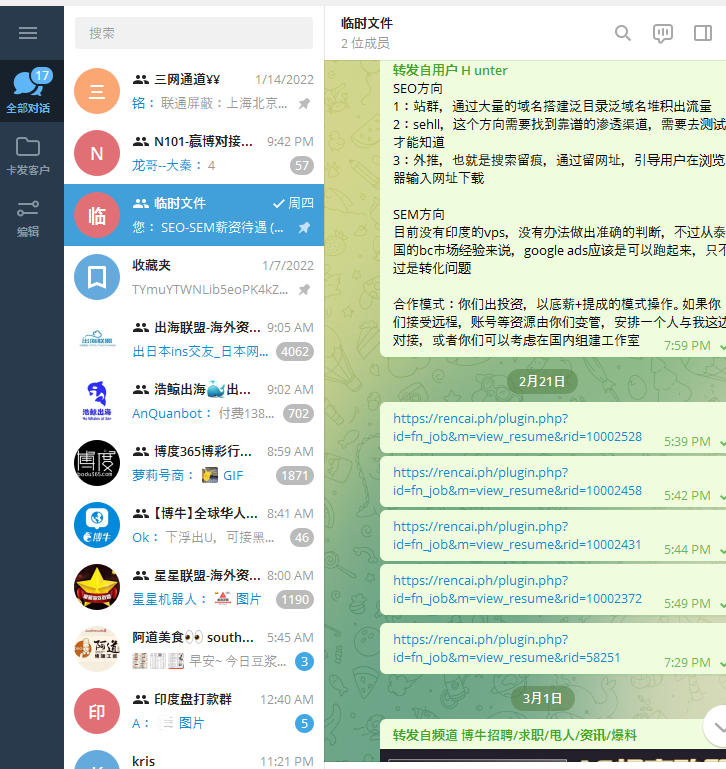 17
全部对话
卡发客户
编辑
搜索
三
三网通道¥¥
1/14/2022
铭： 联通屏蔽：上海北京...
N
N101-赢博对接...
9:42 PM
龙哥--大秦： 4
57
临
临时文件
周四
您： SEO-SEM薪资待遇 (...
收藏夹
1/7/2022
TYmuYTWNLib5eoPK4kZ...
出海联盟
出海联盟-海外资...
9:05 AM
出日本ins交友_日本网...
4062
浩鲸出海
浩鲸出海🐳出...
9:02 AM
AnQuanbot： 付费138...
702
博度
bodu365.com
博度365博彩行...
8:59 AM
萝莉号商： GIF
1871
博牛
【博牛】全球华人...
8:41 AM
Ok： 下浮出U，可接黑...
46
星星联盟-海外资...
8:00 AM
星星机器人： 图片
1190
阿道
阿道美食👀 south...
5:45 AM
早安~ 今日豆浆...
3
印
印度盘打款群
12:40 AM
A： 图片
5
kris
11:21 PM
临时文件
2 位成员
转发自用户 H unter
SEO方向
1：站群，通过大量的域名搭建泛目录泛域名堆积出流量
2：sehll，这个方向需要找到靠谱的渗透渠道，需要去测试
才能知道
3：外推，也就是搜索留痕，通过留网址，引导用户在浏览
器输入网址下载
SEM方向
目前没有印度的vps，没有办法做出准确的判断，不过从泰
国的bc市场经验来说，google ads应该是可以跑起来，只不
过是转化问题
合作模式：你们出投资，以底薪+提成的模式操作。如果你
们接受远程，账号等资源由你们变管，安排一个人与我这边
对接，或者你们可以考虑在国内组建工作室
7:59 PM
2月21日
https://rencai.ph/plugin.php?
id=fn_job&m=view_resume&rid=10002528
5:39 PM
https://rencai.ph/plugin.php?
id=fn_job&m=view_resume&rid=10002458
5:42 PM
https://rencai.ph/plugin.php?
id=fn_job&m=view_resume&rid=10002431
5:44 PM
https://rencai.ph/plugin.php?
id=fn_job&m=view_resume&rid=10002372
5:49 PM
https://rencai.ph/plugin.php?
id=fn_job&m=view_resume&rid=58251
7:29 PM
3月1日
转发自频道 博牛招聘/求职/甩人/资讯/爆料